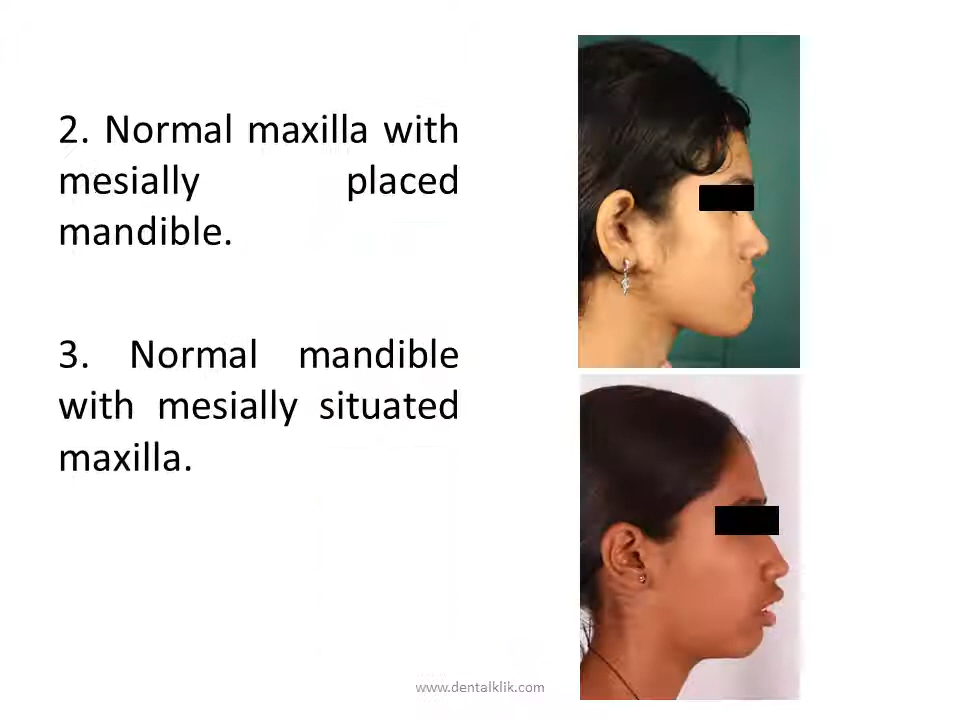 2. Normal maxilla with
mesially placed
mandible.
3. Normal mandible
with mesially situated
maxilla.
www.dentalklik.com